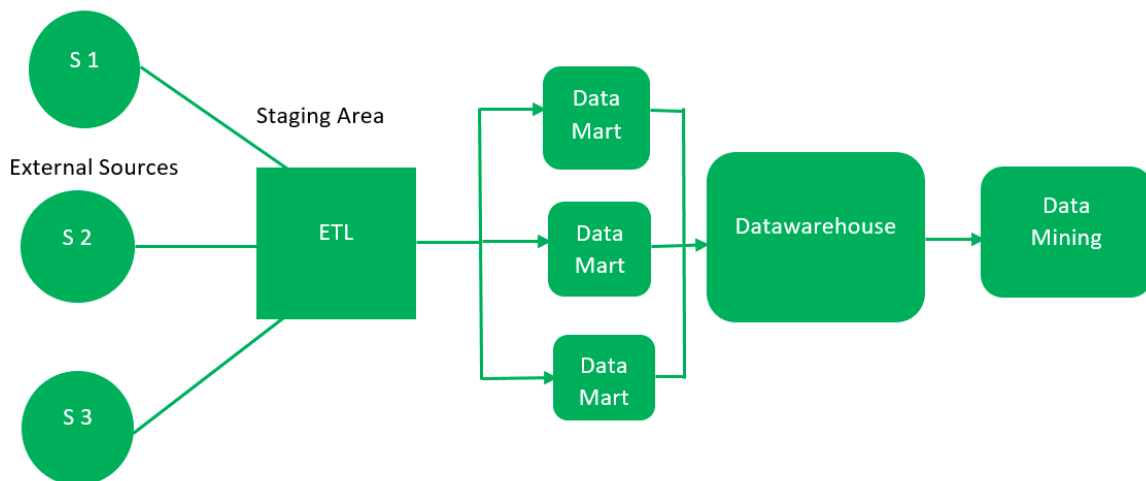 S 1
Staging Area
External Sources
S 2
S 3
ETL
Data
Mart
Data
Mart
Data
Mart
Datawarehouse
Data
Mining